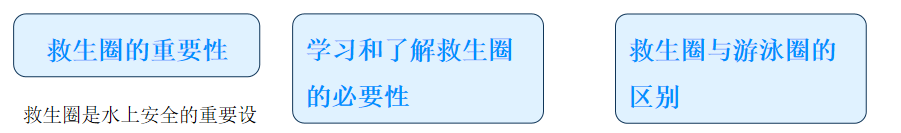 救生圈的重要性
救生圈是水上安全的重要设
学习和了解救生圈
的必要性
救生圈与游泳圈的
区别